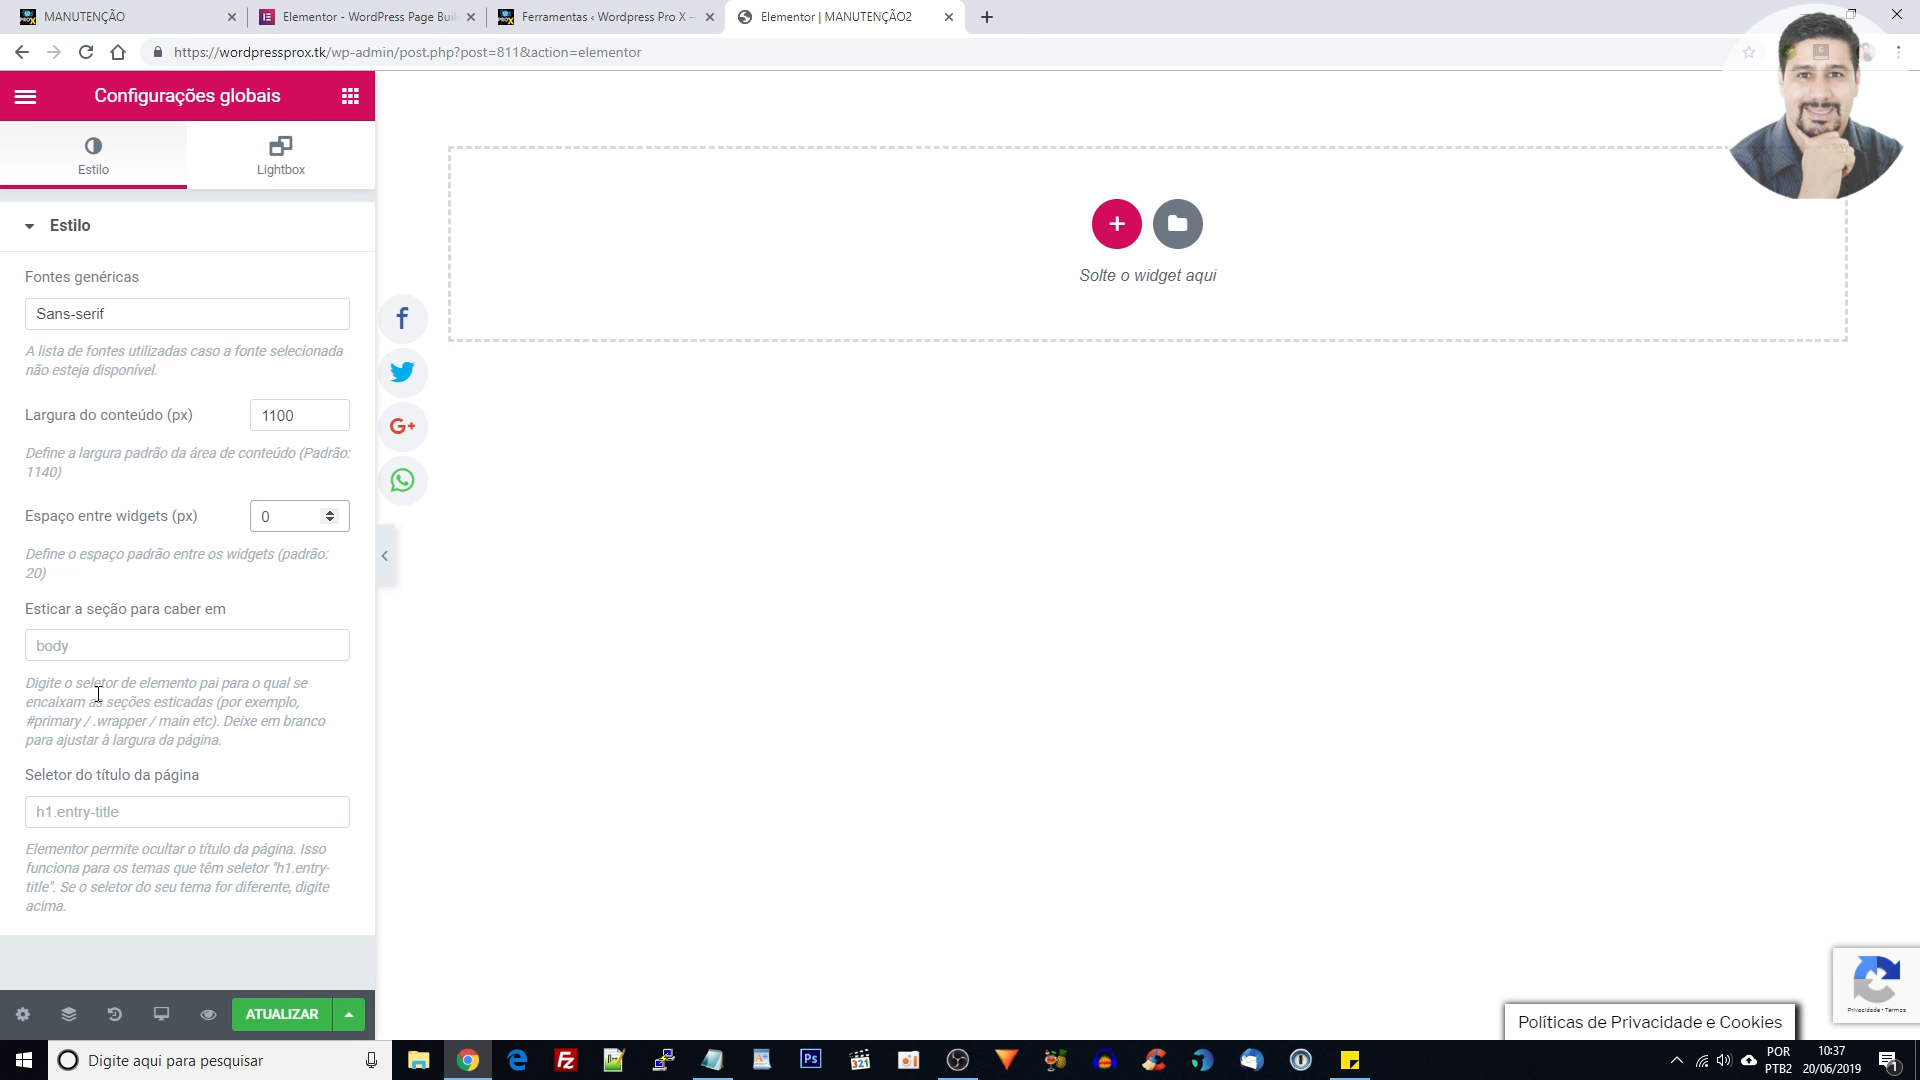 MANUTENÇÃO
Elementor - WordPress Page Buil
Ferramentas ‹ Wordpress Pro X –
Elementor | MANUTENÇÃO2
https://wordpressprox.tk/wp-admin/post.php?post=811&action=elementor
Configurações globais
Estilo
Lightbox
Estilo
Fontes genéricas
Sans-serif
A lista de fontes utilizadas caso a fonte selecionada
não esteja disponível.
Largura do conteúdo (px)
1100
Define a largura padrão da área de conteúdo (Padrão:
1140)
Espaço entre widgets (px)
0
Define o espaço padrão entre os widgets (padrão:
20)
Esticar a seção para caber em
body
Digite o seletor de elemento pai para o qual se
encaixam as seções esticadas (por exemplo,
#primary / .wrapper / main etc). Deixe em branco
para ajustar à largura da página.
Seletor do título da página
h1.entry-title
Elementor permite ocultar o título da página. Isso
funciona para os temas que têm seletor "h1.entry-
title". Se o seletor do seu tema for diferente, digite
acima.
ATUALIZAR
Solte o widget aqui
G+
Privacidade - Termos
Políticas de Privacidade e Cookies
Digite aqui para pesquisar
Ps
321
POR
PTB2
10:37
20/06/2019
1